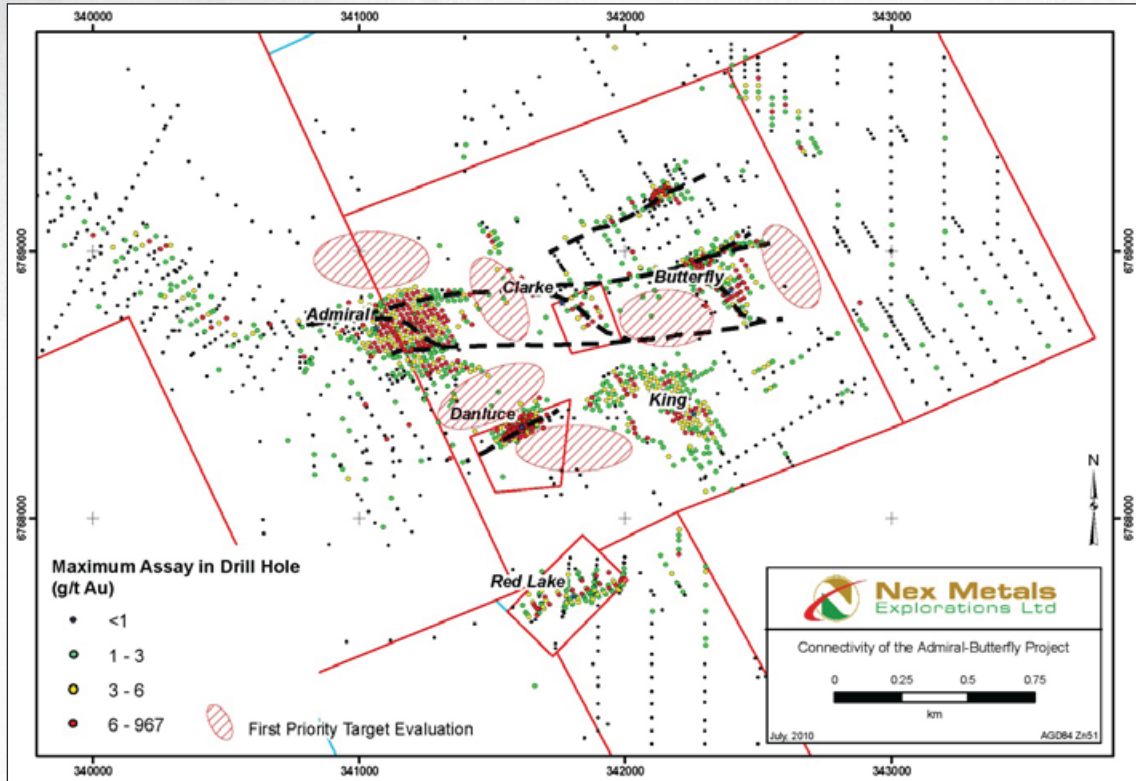 340000 341000 342000 343000
6769000 6769000
Clarke Butterfly
Admiral
Danluce King
6768000 6768000
N
Red Lake
Maximum Assay in Drill Hole
(g/t Au)
<1
1 - 3
3 - 6
6 - 967
First Priority Target Evaluation
Nex Metals
Explorations Ltd
Connectivity of the Admiral-Butterfly Project
0 0.25 0.5 0.75
km
July, 2010 AGD84 Zn51
340000 341000 342000 343000